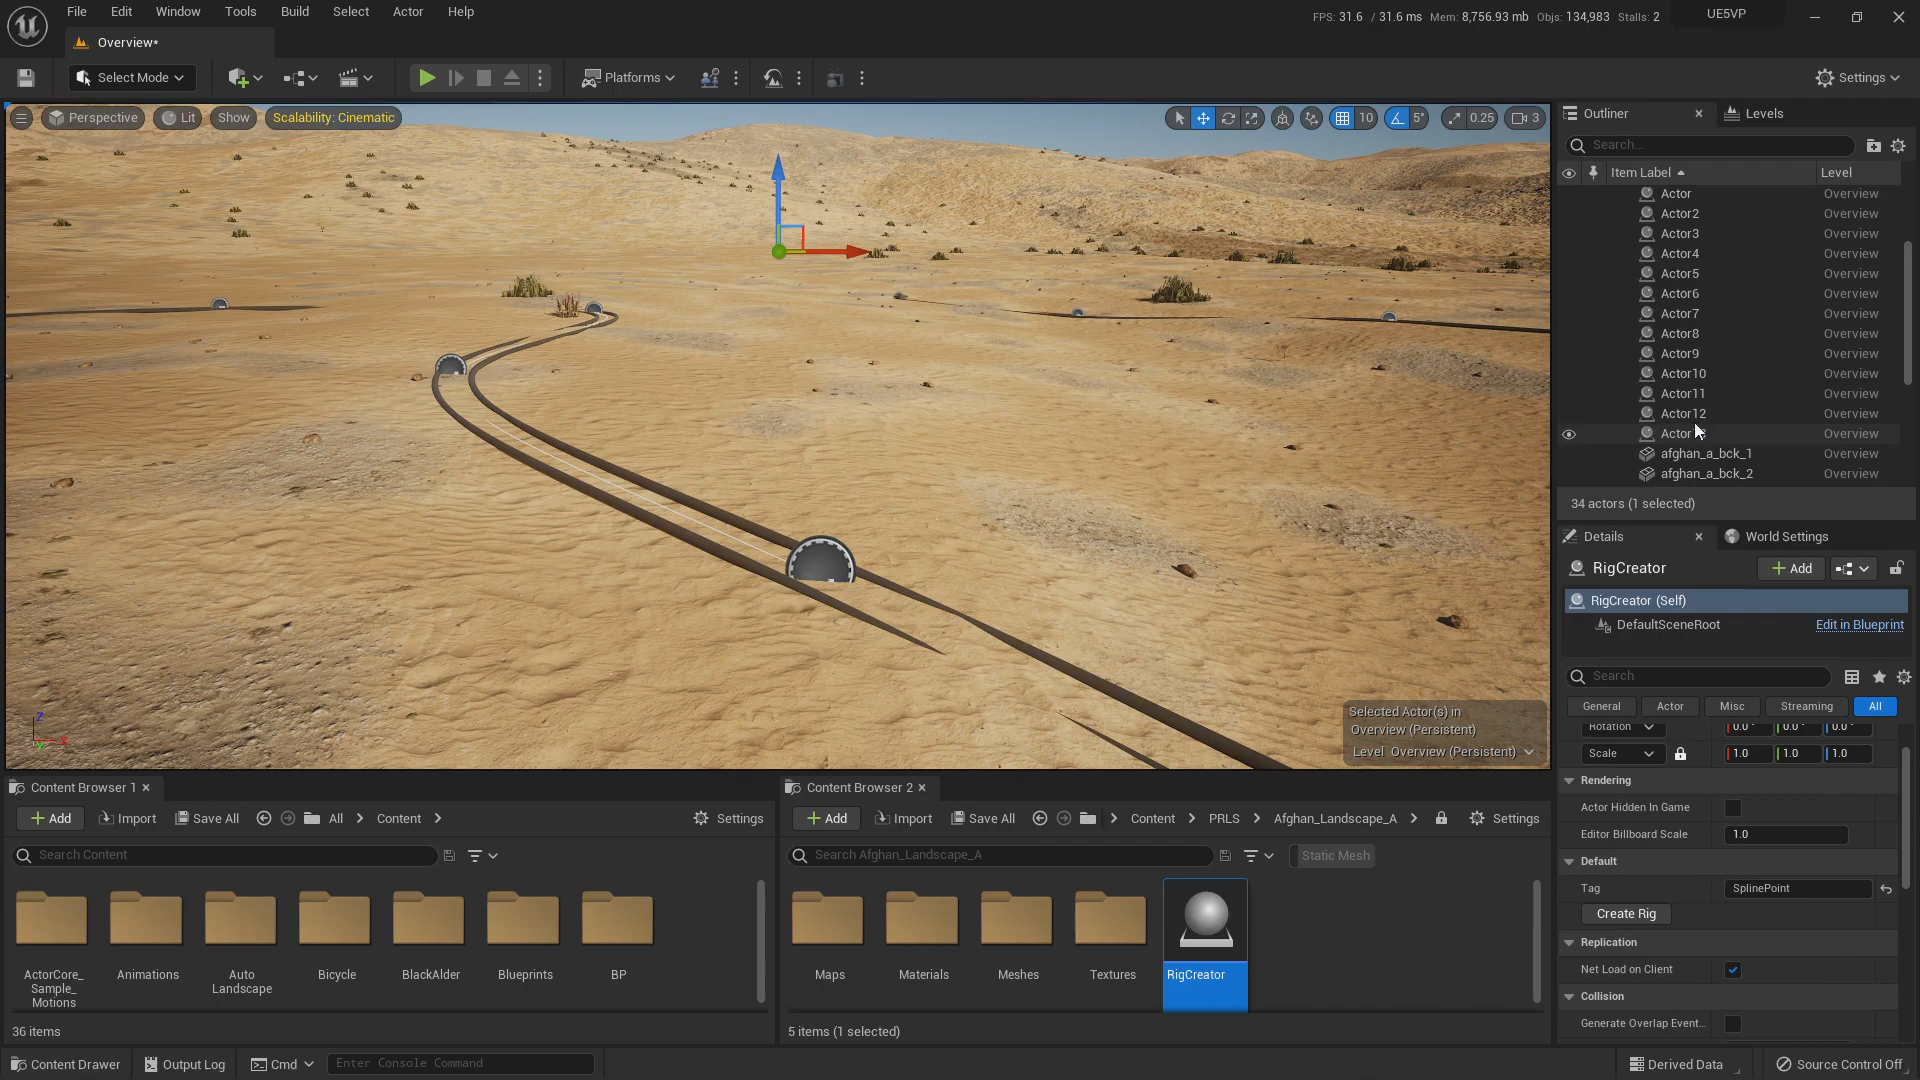 File Edit Window Tools Build Select Actor Help
FPS: 31.6 / 31.6 ms Mem: 8,756.93 mb Objs: 134,983 Stalls: 2
UE5VP
Overview*
Select Mode
Platforms
Settings
Perspective
Lit
Show
Scalability: Cinematic
10
5°
0.25
3
Outliner
Levels
Search...
Item Label
Level
Actor Overview
Actor2 Overview
Actor3 Overview
Actor4 Overview
Actor5 Overview
Actor6 Overview
Actor7 Overview
Actor8 Overview
Actor9 Overview
Actor10 Overview
Actor11 Overview
Actor12 Overview
Actor Overview
afghan_a_bck_1 Overview
afghan_a_bck_2 Overview
34 actors (1 selected)
Details
World Settings
RigCreator
Add
RigCreator (Self)
DefaultSceneRoot
Edit in Blueprint
Search
General
Actor
Misc
Streaming
All
Rotation 0.0° 0.0° 0.0°
Scale 1.0 1.0 1.0
Rendering
Actor Hidden In Game
Editor Billboard Scale 1.0
Default
Tag SplinePoint
Create Rig
Replication
Net Load on Client
Collision
Generate Overlap Event...
Z
X
Y
Selected Actor(s) in
Overview (Persistent)
Level Overview (Persistent)
Content Browser 1
Add
Import
Save All
All
Content
Settings
Search Content
ActorCore_
Sample_
Motions
Animations
Auto
Landscape
Bicycle
BlackAlder
Blueprints
BP
36 items
Content Browser 2
Add
Import
Save All
Content
PRLS
Afghan_Landscape_A
Settings
Search Afghan_Landscape_A
Static Mesh
Maps
Materials
Meshes
Textures
RigCreator
5 items (1 selected)
Content Drawer
Output Log
Cmd
Enter Console Command
Derived Data
Source Control Off